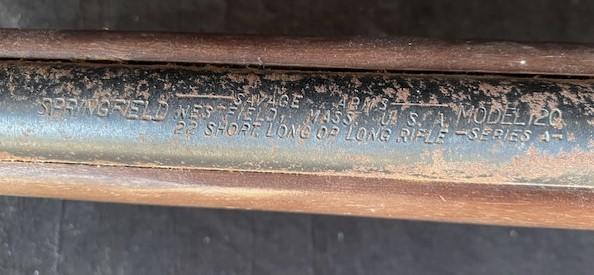 SAVAGE ARMS
SPRINGFIELD WESTFIELD, MASS. U. S. A. MODEL 120
22 SHORT, LONG OR LONG RIFLE -SERIES A-